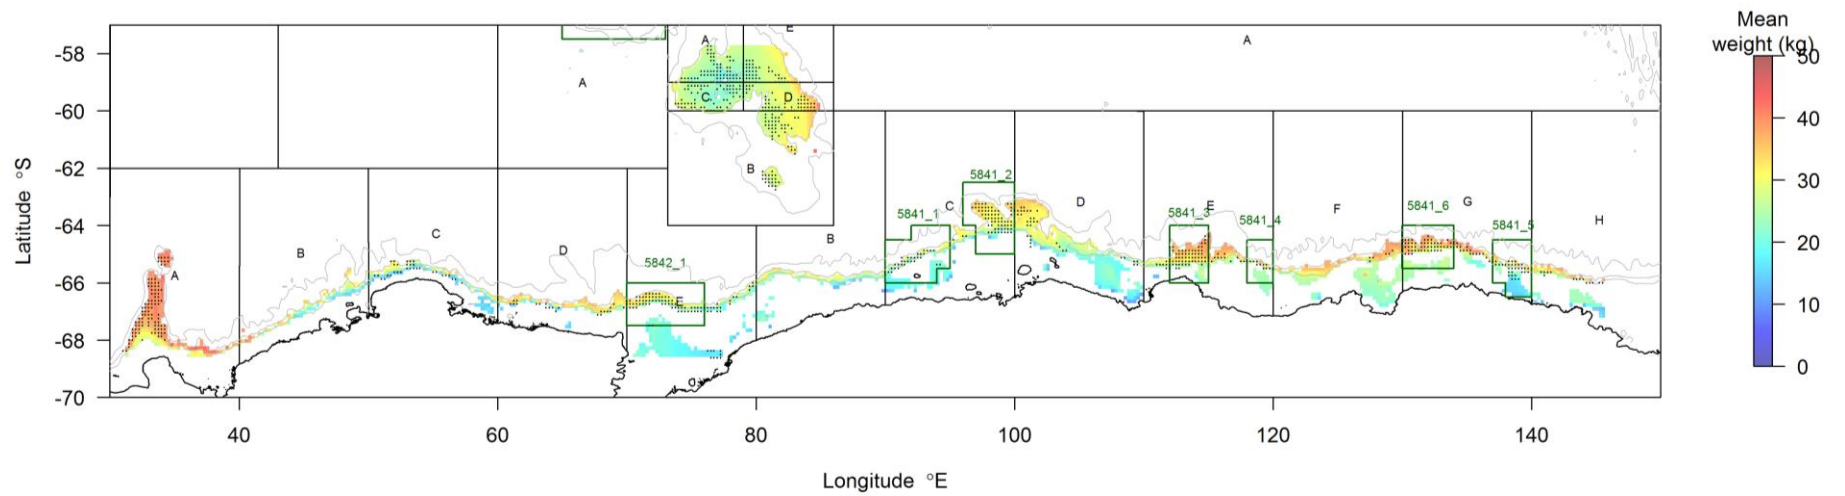 Mean
weight (kg)
50
40
30
20
10
0
Latitude °S
-58
-60
-62
-64
-66
-68
-70
A
E
A
A
C
D
B
5841_2
5841_1
C
D
5841_3
E
5841_4
F
5841_6
G
5841_5
H
A
B
C
D
5842_1
E
B
40
60
80
100
120
140
Longitude °E